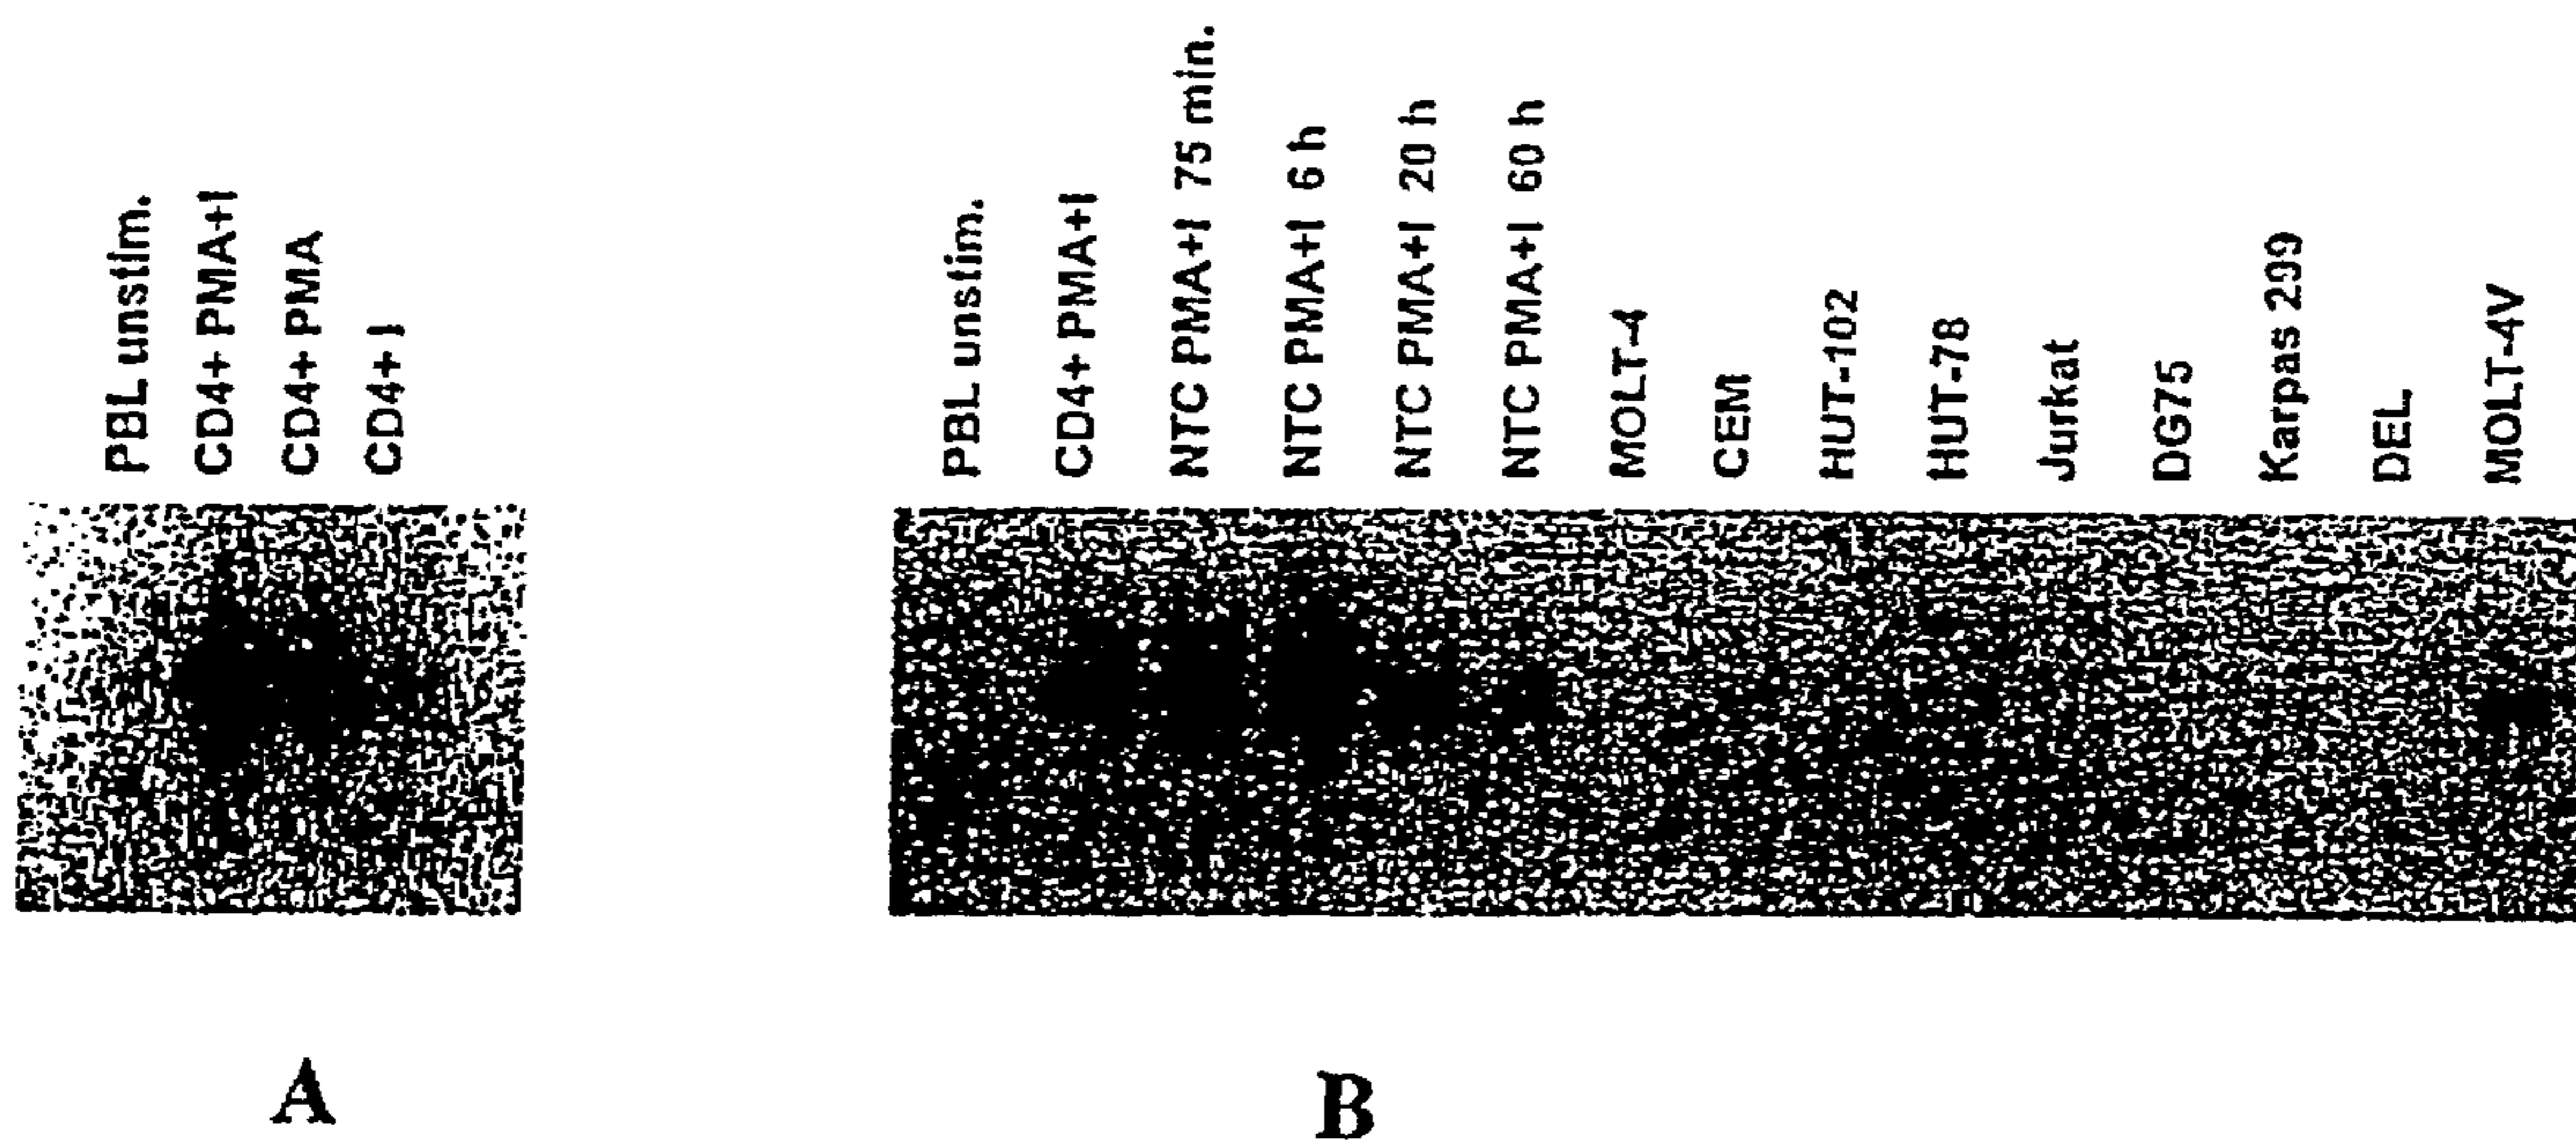 PBL unstim.
CD4+ PMA+I
CD4+ PMA
CD4+ I
PBL unstim.
CD4+ PMA+I
NTC PMA+I 75 min.
NTC PMA+I 6 h
NTC PMA+I 20 h
NTC PMA+I 60 h
MOLT-4
CEM
HUT-102
HUT-78
Jurkat
DG75
Karpas 299
DEL
MOLT-4V
A
B